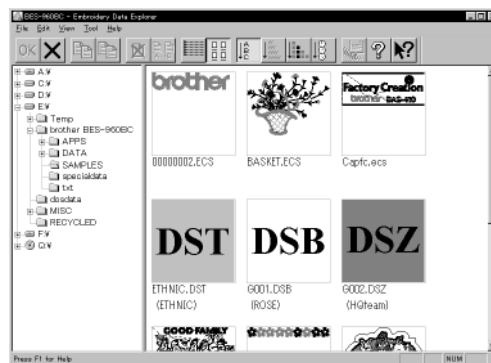 BES-960BC - Embroidery Data Explorer
File Edit View Tool Help
OK
A:¥
C:¥
D:¥
E:¥
Temp
brother BES-960BC
APPS
DATA
SAMPLES
specialdata
txt
dosdata
MISC
RECYCLED
F:¥
Q:¥
brother
Factory Creation
brother BAS-410
00000002.ECS BASKET.ECS Capfc.ecs
DST DSB DSZ
ETHNIC.DST G001.DSB G002.DSZ
(ETHNIC) (ROSE) (HQteam)
GOOD FAMILY
Press F1 for Help NUM